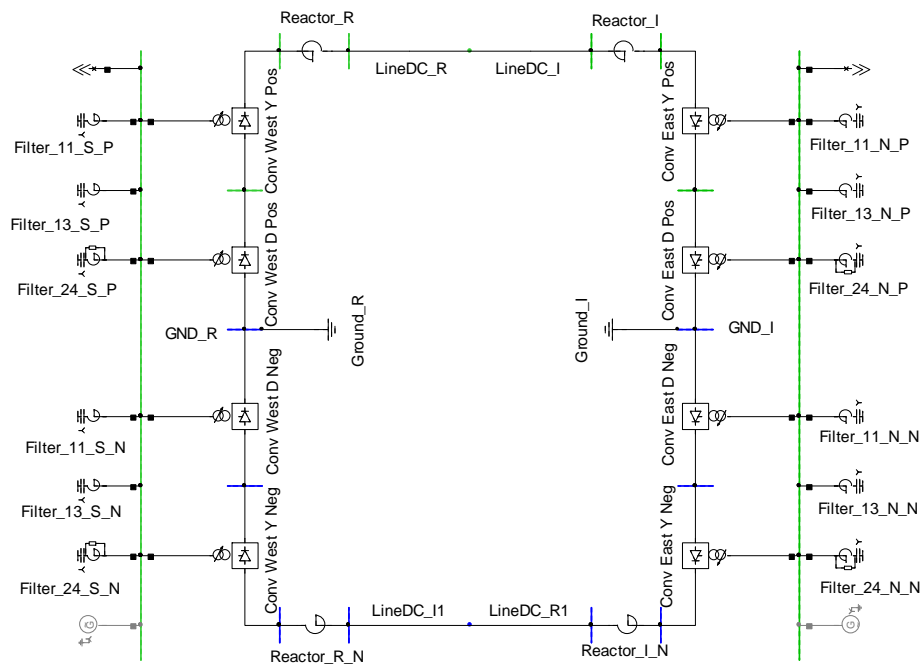 Reactor_R
Reactor_I
LineDC_R
LineDC_I
Conv West Y Pos
Conv East Y Pos
Filter_11_S_P
Filter_11_N_P
Filter_13_S_P
Filter_13_N_P
Conv West D Pos
Conv East D Pos
Filter_24_S_P
Filter_24_N_P
GND_R
Ground_R
Ground_I
GND_I
Conv West D Neg
Conv East D Neg
Filter_11_S_N
Filter_11_N_N
Filter_13_S_N
Filter_13_N_N
Conv West Y Neg
Conv East Y Neg
Filter_24_S_N
Filter_24_N_N
LineDC_I1
LineDC_R1
G
G
Reactor_R_N
Reactor_I_N